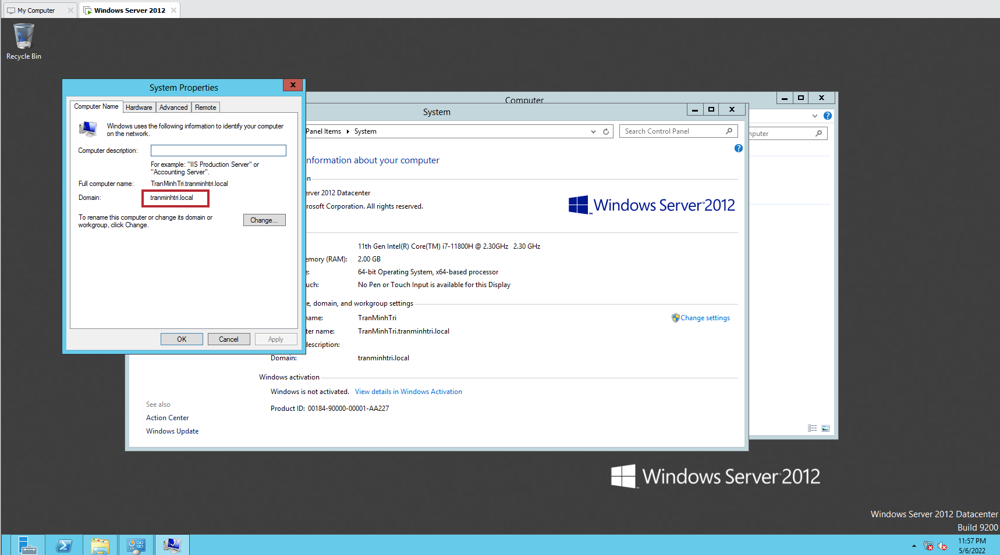 My Computer
Windows Server 2012
Recycle Bin
System Properties
Computer Name
Hardware
Advanced
Remote
Windows uses the following information to identify your computer
on the network.
Computer description:
For example: "IIS Production Server" or
"Accounting Server".
Full computer name:
TranMinhTri.tranminhtri.local
Domain:
tranminhtri.local
To rename this computer or change its domain or
workgroup, click Change.
Change...
OK
Cancel
Apply
Computer
System
Panel Items
System
Search Control Panel
nputer
nformation about your computer
n
erver 2012 Datacenter
rosoft Corporation. All rights reserved.
Windows Server 2012
11th Gen Intel(R) Core(TM) i7-11800H @ 2.30GHz 2.30 GHz
emory (RAM):
2.00 GB
e:
64-bit Operating System, x64-based processor
uch:
No Pen or Touch Input is available for this Display
e, domain, and workgroup settings
name:
TranMinhTri
Change settings
ter name:
TranMinhTri.tranminhtri.local
description:
Domain:
tranminhtri.local
Windows activation
Windows is not activated. View details in Windows Activation
Product ID: 00184-90000-00001-AA227
See also
Action Center
Windows Update
Windows Server 2012
Windows Server 2012 Datacenter
Build 9200
11:57 PM
5/6/2022